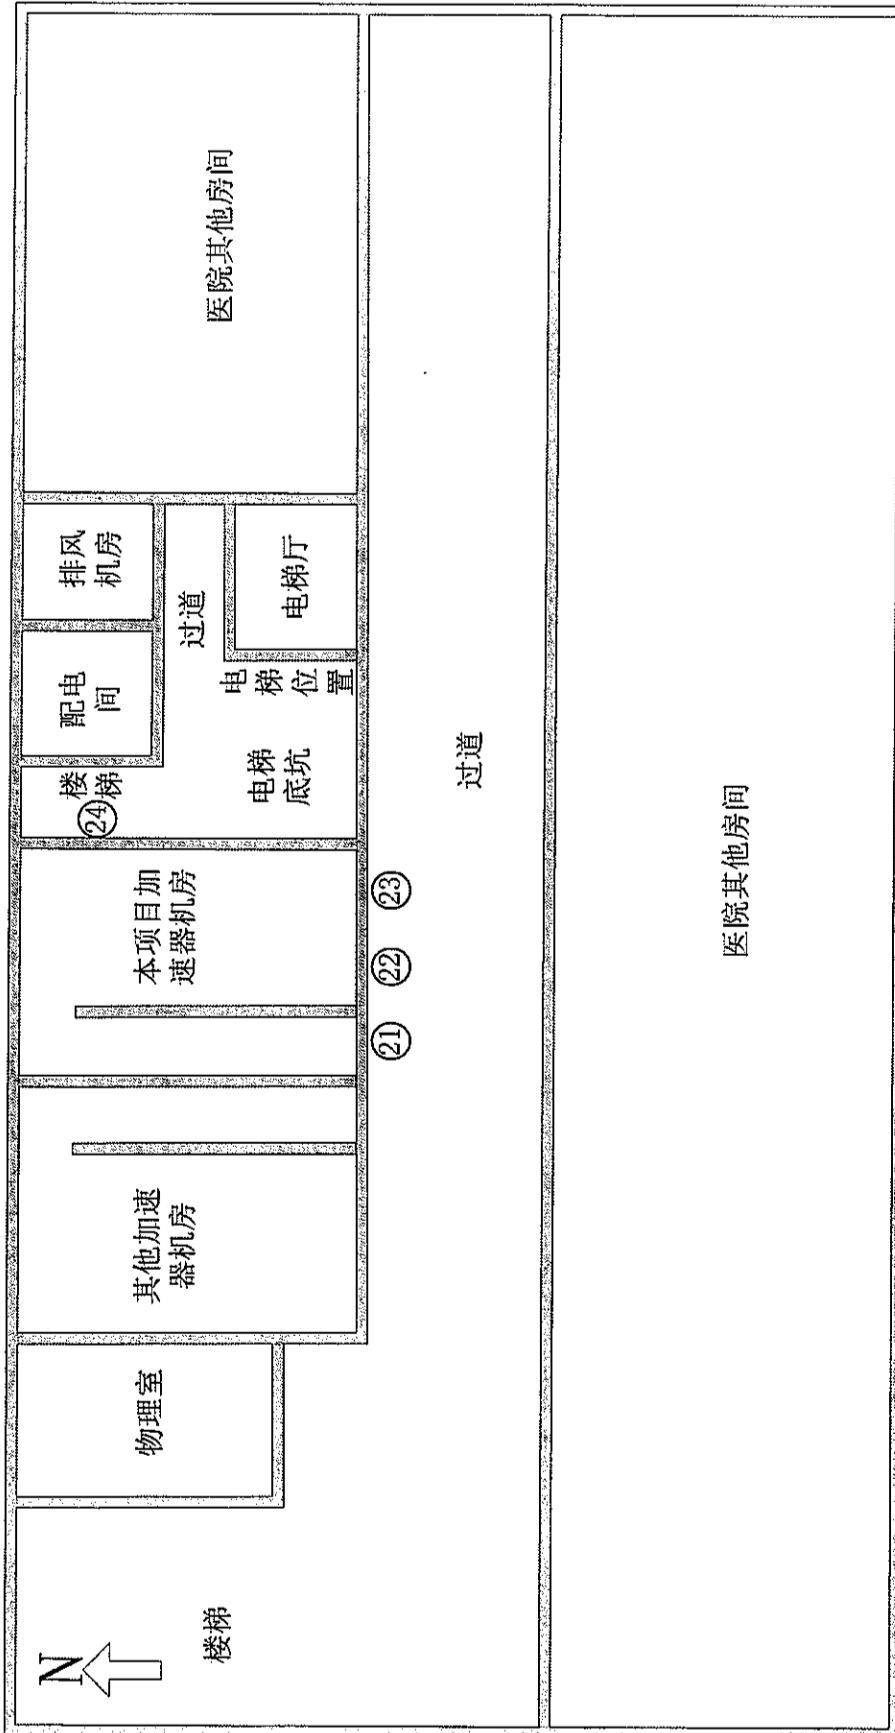 N
楼梯
物理室
其他加速
器机房
本项目加
速器机房
㉔
楼
梯
配电
间
排风
机房
过道
电梯
底坑
电
梯
位
置
电梯厅
医院其他房间
㉑
㉒
㉓
过道
医院其他房间